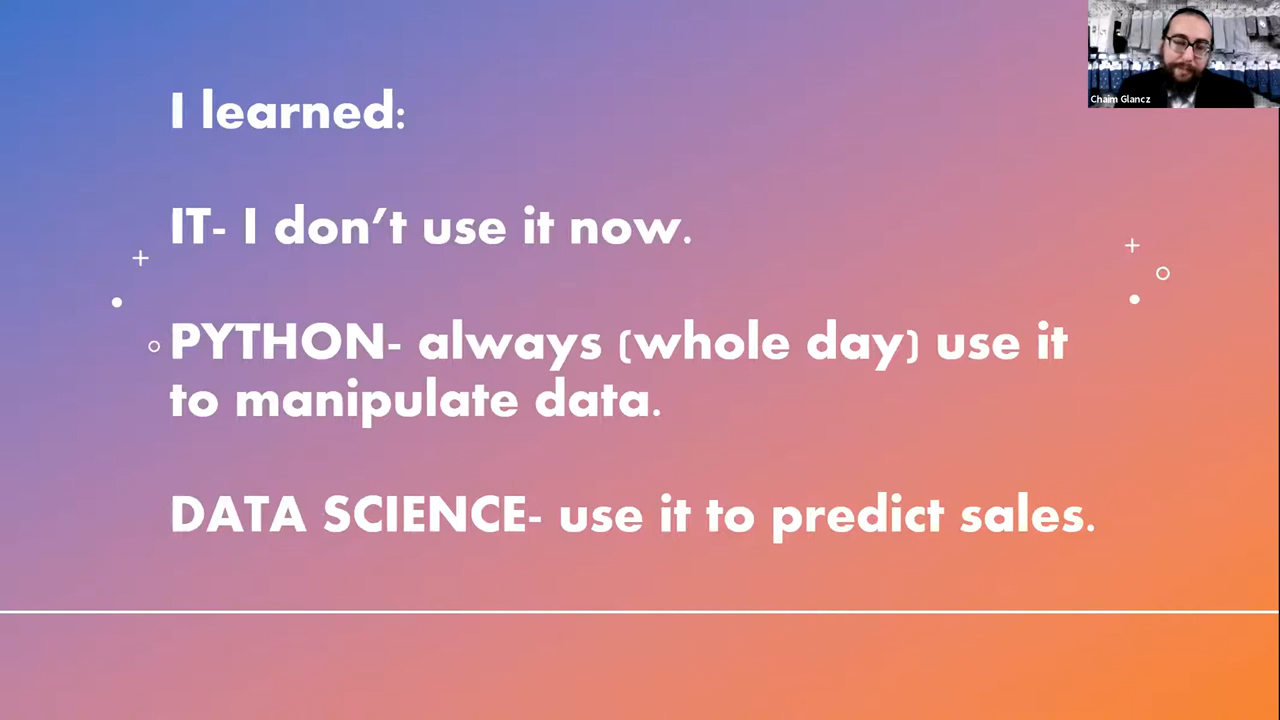 Chaim Glancz
I learned:
IT- I don’t use it now.
PYTHON- always (whole day) use it
to manipulate data.
DATA SCIENCE- use it to predict sales.